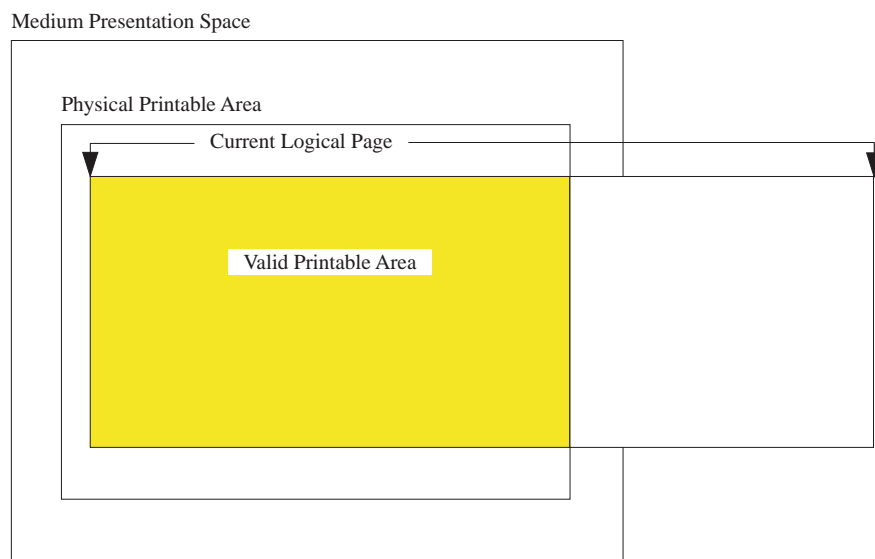 Medium Presentation Space
Physical Printable Area
Current Logical Page
Valid Printable Area